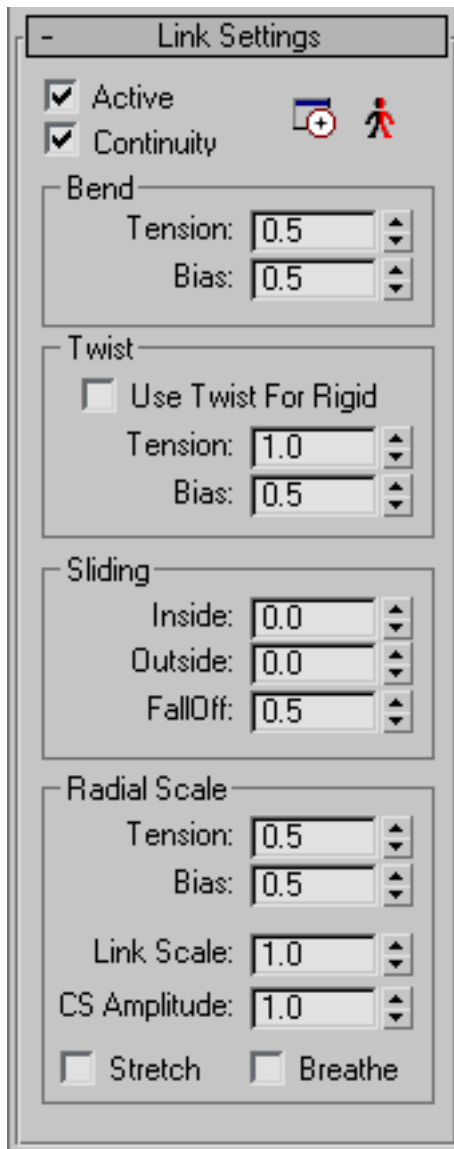 - Link Settings
Active
Continuity
Bend
Tension: 0.5
Bias: 0.5
Twist
Use Twist For Rigid
Tension: 1.0
Bias: 0.5
Sliding
Inside: 0.0
Outside: 0.0
FallOff: 0.5
Radial Scale
Tension: 0.5
Bias: 0.5
Link Scale: 1.0
CS Amplitude: 1.0
Stretch Breathe